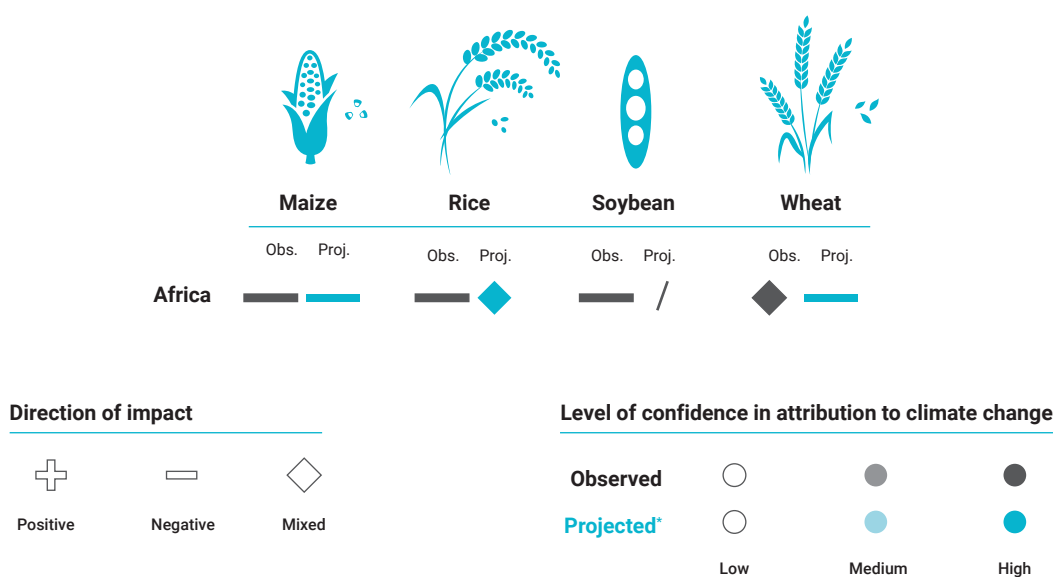 Maize Rice Soybean Wheat
Obs. Proj. Obs. Proj. Obs. Proj. Obs. Proj.
Africa /
Direction of impact
Positive Negative Mixed
Level of confidence in attribution to climate change
Observed
Projected*
Low Medium High